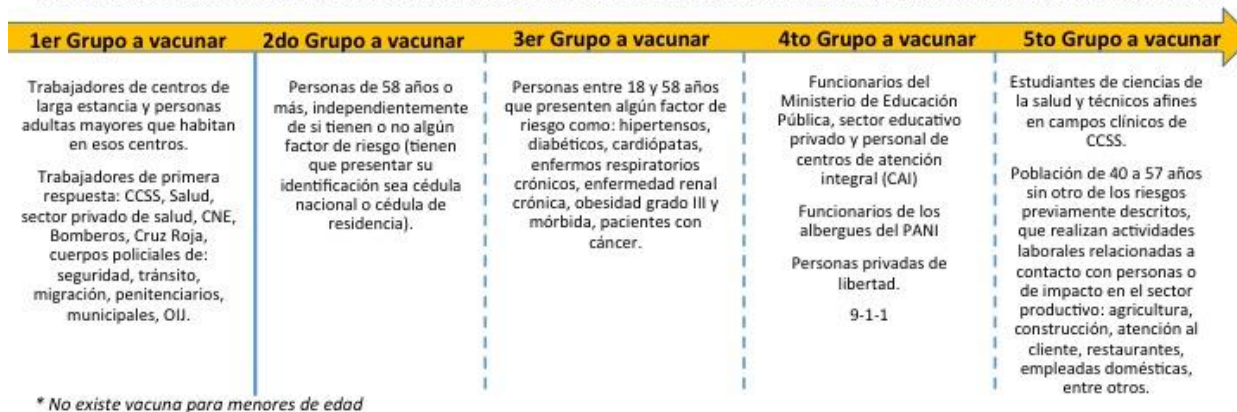 1er Grupo a vacunar
Trabajadores de centros de
larga estancia y personas
adultas mayores que habitan
en esos centros.
Trabajadores de primera
respuesta: CCSS, Salud,
sector privado de salud, CNE,
Bomberos, Cruz Roja,
cuerpos policiales de:
seguridad, tránsito,
migración, penitenciarios,
municipales, OIJ.
2do Grupo a vacunar
Personas de 58 años o
más, independientemente
de si tienen o no algún
factor de riesgo (tienen
que presentar su
identificación sea cédula
nacional o cédula de
residencia).
3er Grupo a vacunar
Personas entre 18 y 58 años
que presenten algún factor de
riesgo como: hipertensos,
diabéticos, cardiópatas,
enfermos respiratorios
crónicos, enfermedad renal
crónica, obesidad grado III y
mórbida, pacientes con
cáncer.
4to Grupo a vacunar
Funcionarios del
Ministerio de Educación
Pública, sector educativo
privado y personal de
centros de atención
integral (CAI)
Funcionarios de los
albergues del PANI
Personas privadas de
libertad.
9-1-1
5to Grupo a vacunar
Estudiantes de ciencias de
la salud y técnicos afines
en campos clínicos de
CCSS.
Población de 40 a 57 años
sin otro de los riesgos
previamente descritos,
que realizan actividades
laborales relacionadas a
contacto con personas o
de impacto en el sector
productivo: agricultura,
construcción, atención al
cliente, restaurantes,
empleadas domésticas,
entre otros.
* No existe vacuna para menores de edad